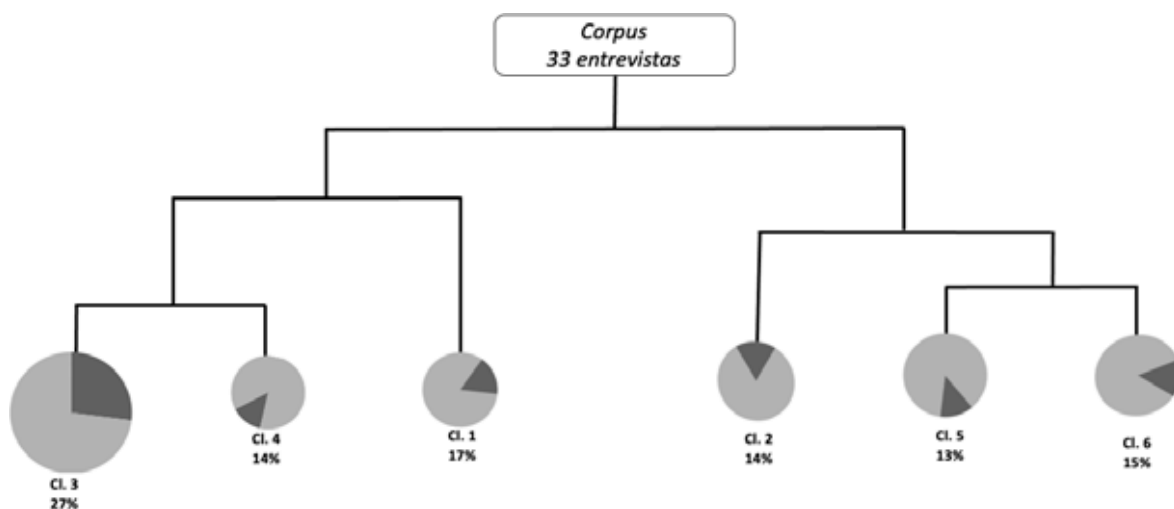 Corpus
33 entrevistas
Cl. 3
27%
Cl. 4
14%
Cl. 1
17%
Cl. 2
14%
Cl. 5
13%
Cl. 6
15%